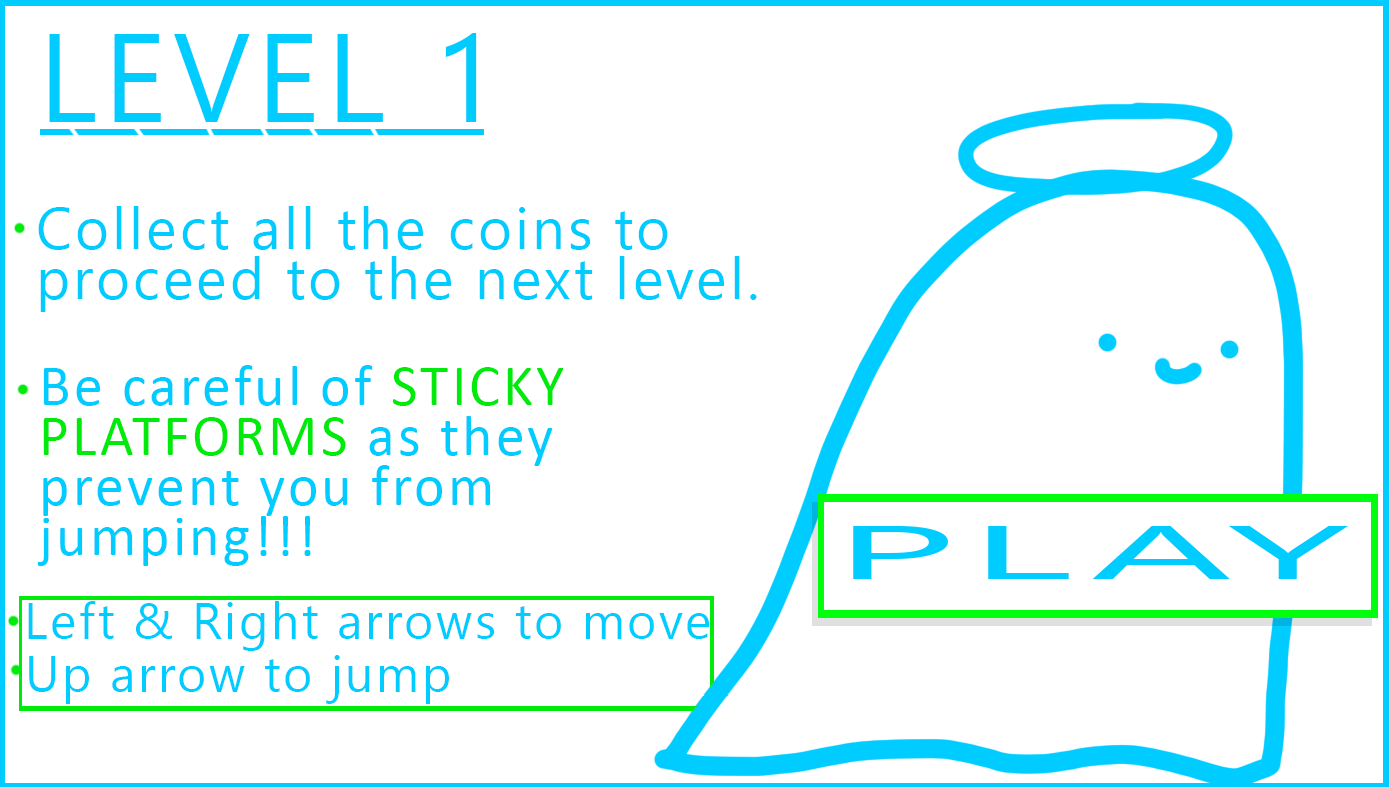 LEVEL 1
Collect all the coins to
proceed to the next level.
Be careful of STICKY
PLATFORMS as they
prevent you from
jumping!!!
PLAY
Left & Right arrows to move
Up arrow to jump